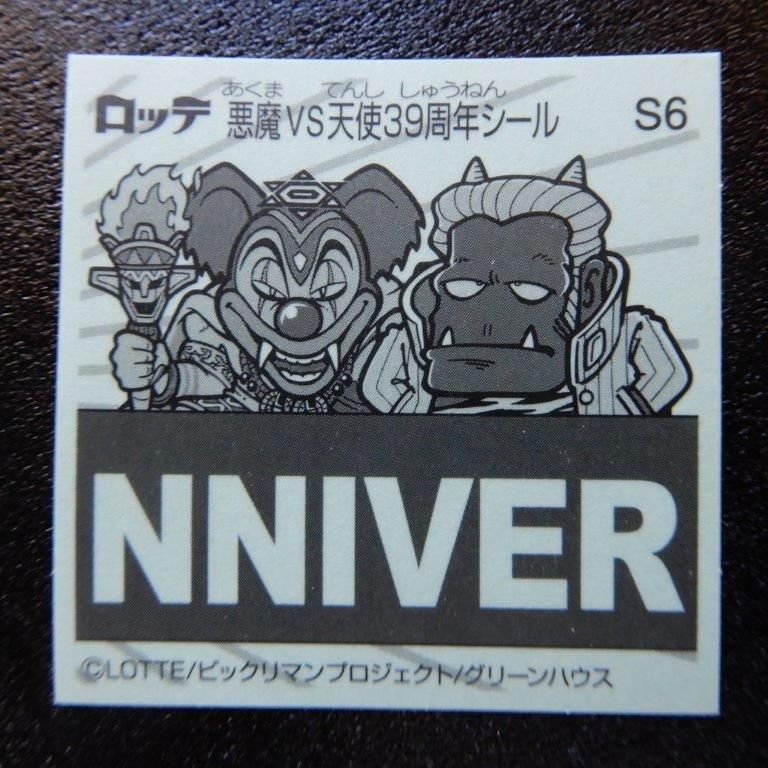 あくま てんし しゅうねん
ロッテ 悪魔VS天使39周年シール S6
NNIVER
©LOTTE/ビックリマンプロジェクト/グリーンハウス